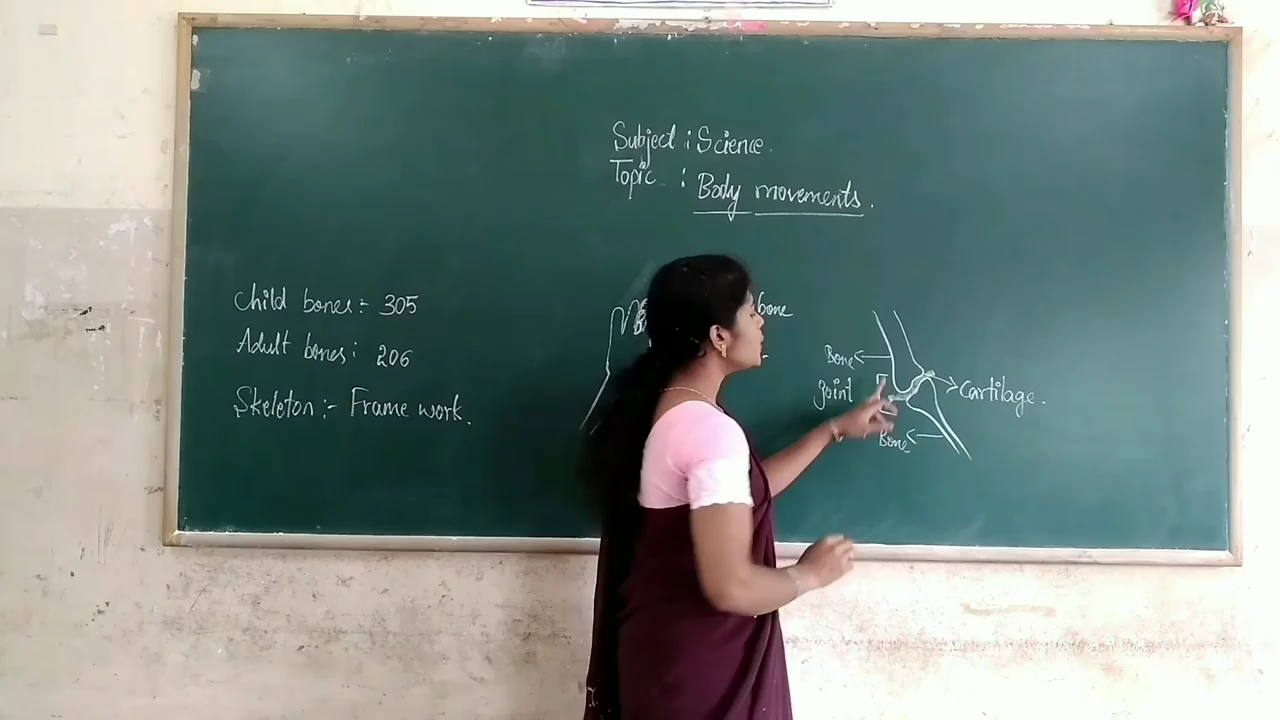 Subject : Science.
Topic : Body movements.
Child bones :- 305
Adult bones : 206
Skeleton :- Frame work.
bone
Bone
Joint
Cartilage.
Bone